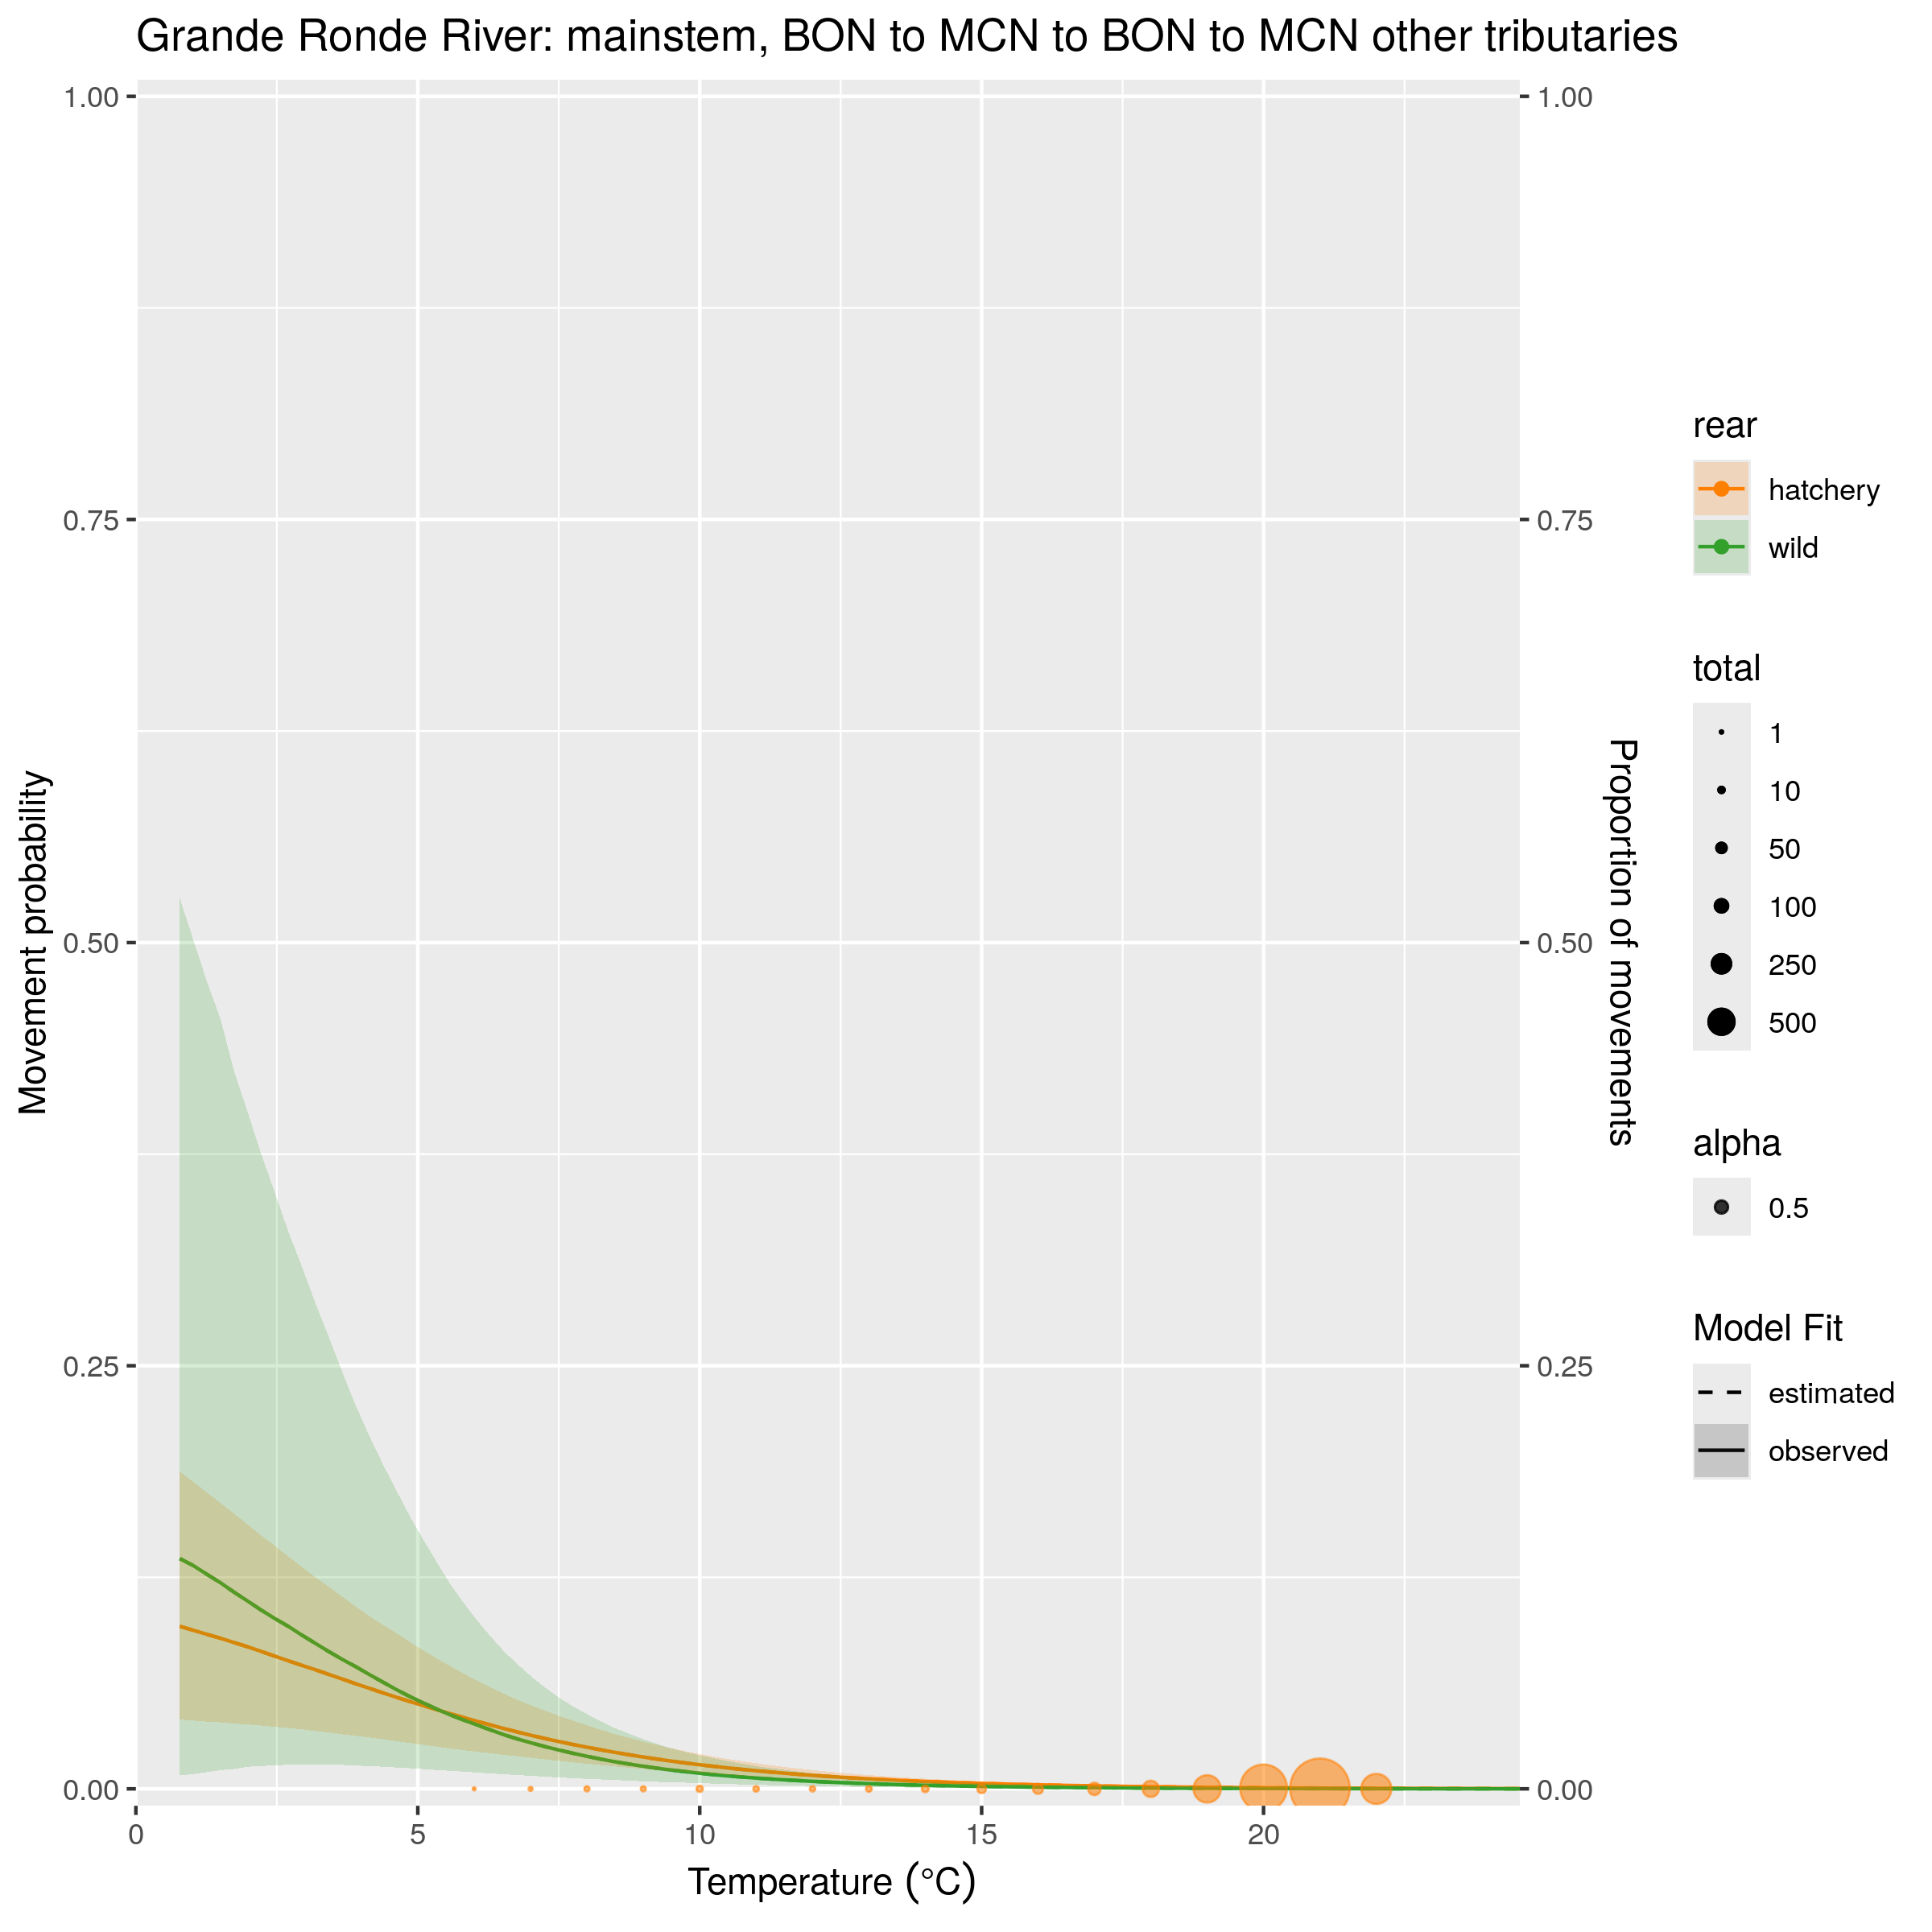 Grande Ronde River: mainstem, BON to MCN to BON to MCN other tributaries
Movement probability
1.00
0.75
0.50
0.25
0.00
0
5
10
15
20
Temperature (°C)
1.00
0.75
0.50
0.25
0.00
Proportion of movements
rear
hatchery
wild
total
1
10
50
100
250
500
alpha
0.5
Model Fit
estimated
observed